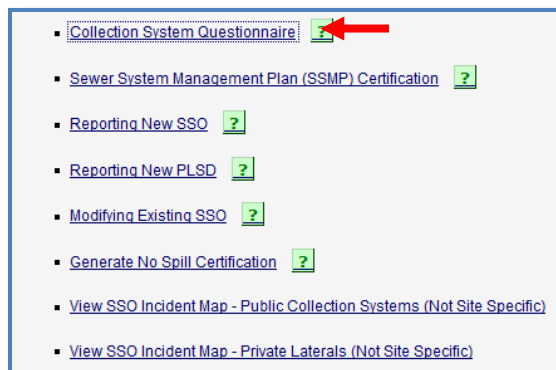 Collection System Questionnaire ?
Sewer System Management Plan (SSMP) Certification ?
Reporting New SSO ?
Reporting New PLSD ?
Modifying Existing SSO ?
Generate No Spill Certification ?
View SSO Incident Map - Public Collection Systems (Not Site Specific)
View SSO Incident Map - Private Laterals (Not Site Specific)